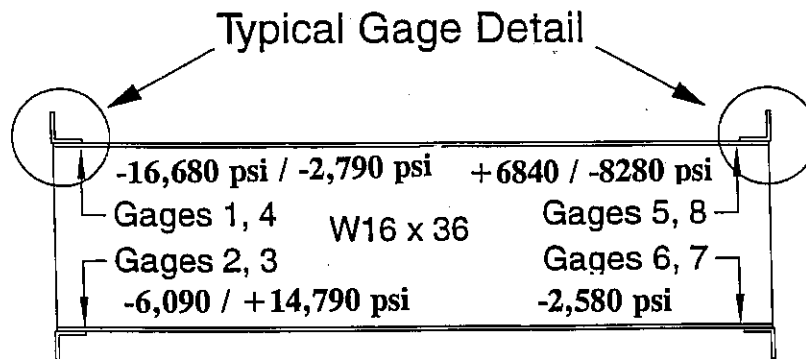 Typical Gage Detail
-16,680 psi / -2,790 psi
+6840 / -8280 psi
Gages 1, 4
W16 x 36
Gages 5, 8
Gages 2, 3
Gages 6, 7
-6,090 / +14,790 psi
-2,580 psi